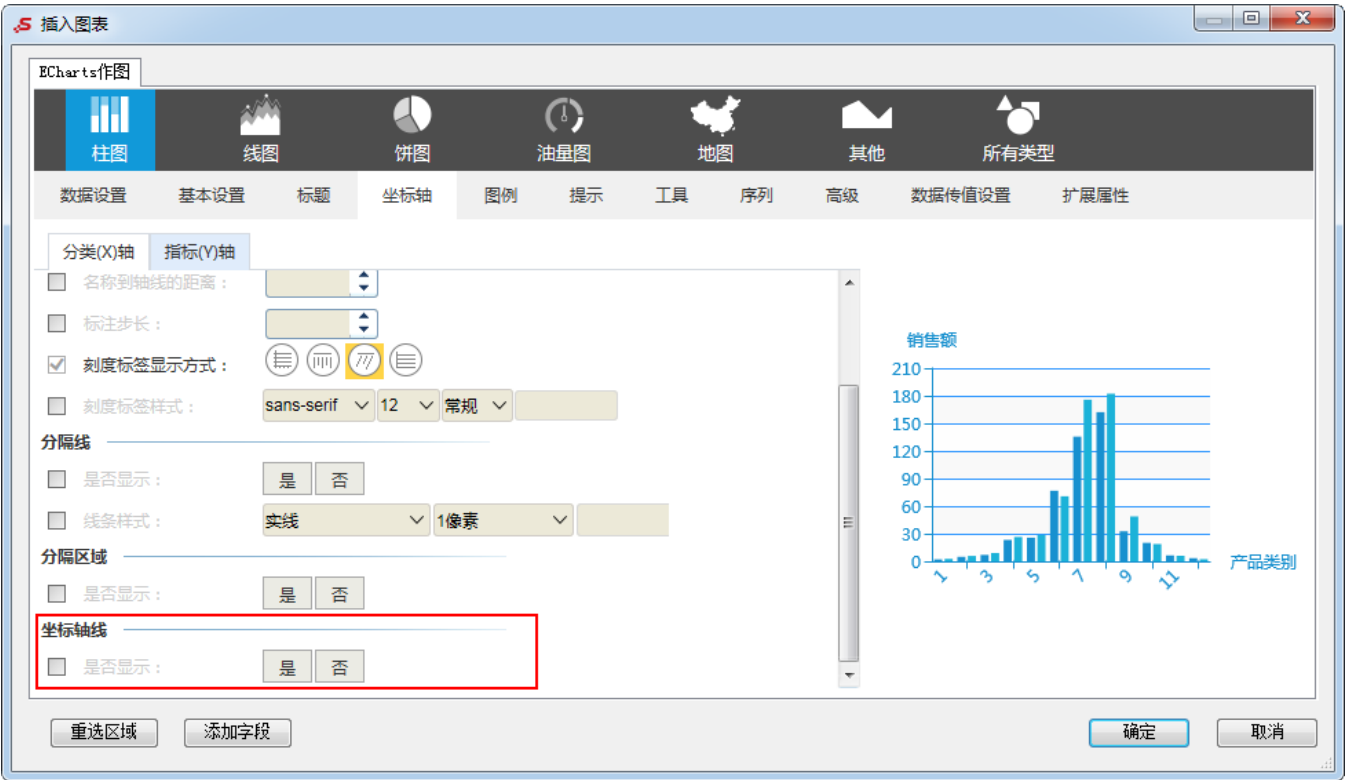 插入图表
ECharts作图
柱图 线图 饼图 油量图 地图 其他 所有类型
数据设置 基本设置 标题 坐标轴 图例 提示 工具 序列 高级 数据传值设置 扩展属性
分类(X)轴 指标(Y)轴
名称到轴线的距离：
标注步长：
刻度标签显示方式：
刻度标签样式： sans-serif 12 常规
分隔线
是否显示： 是 否
线条样式： 实线 1像素
分隔区域
是否显示： 是 否
坐标轴线
是否显示： 是 否
销售额
210
180
150
120
90
60
30
0
产品类别
1 3 5 7 9 11
重选区域 添加字段 确定 取消